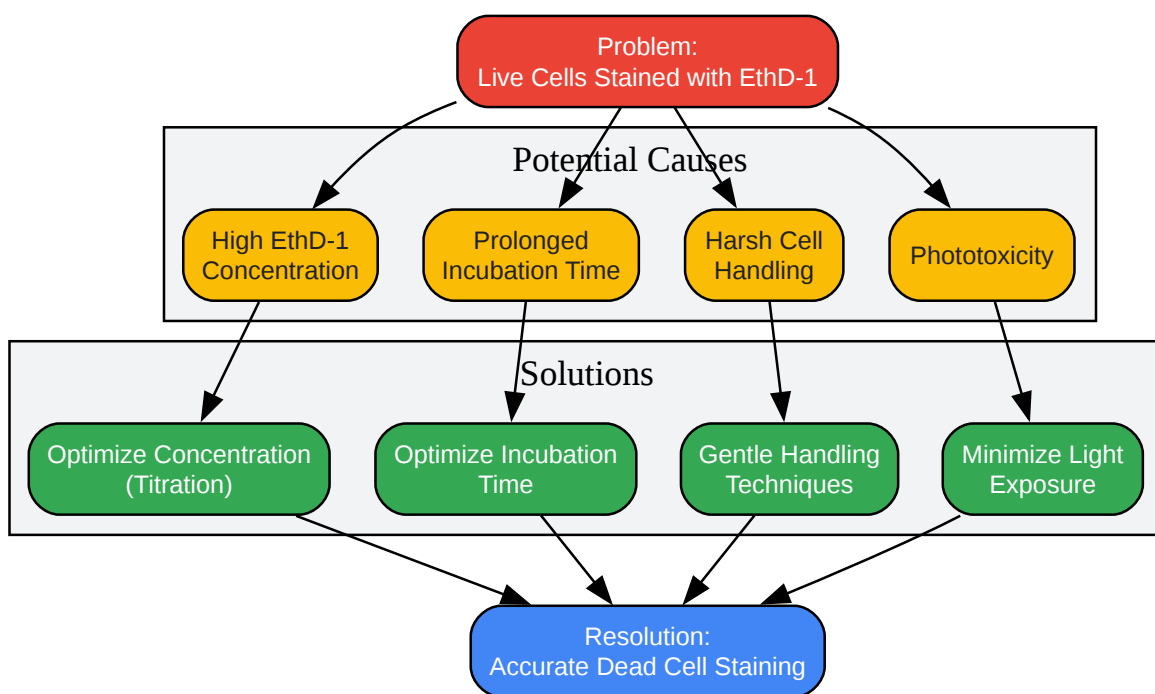 Problem:
Live Cells Stained with EthD-1
Potential Causes
High EthD-1
Concentration
Prolonged
Incubation Time
Harsh Cell
Handling
Phototoxicity
Solutions
Optimize Concentration
(Titration)
Optimize Incubation
Time
Gentle Handling
Techniques
Minimize Light
Exposure
Resolution:
Accurate Dead Cell Staining